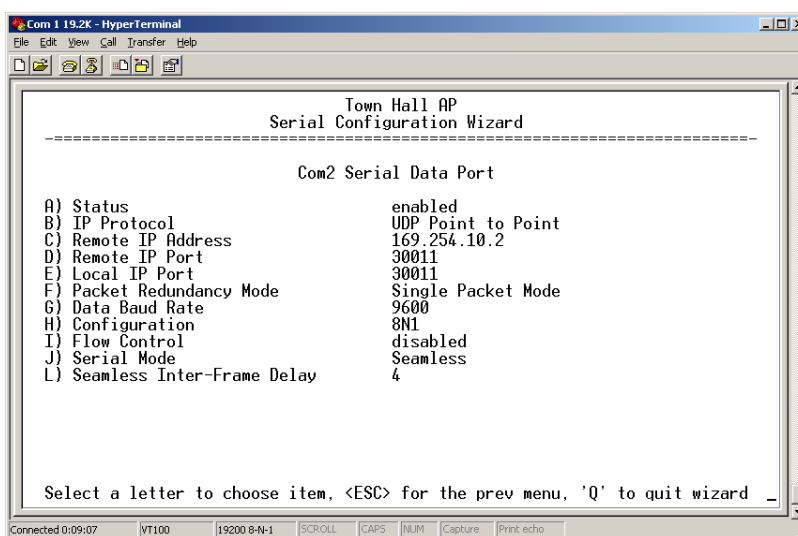 Com 1 19.2K - HyperTerminal
File Edit View Call Transfer Help
Town Hall AP
Serial Configuration Wizard
-==========================================================================-
Com2 Serial Data Port
A) Status enabled
B) IP Protocol UDP Point to Point
C) Remote IP Address 169.254.10.2
D) Remote IP Port 30011
E) Local IP Port 30011
F) Packet Redundancy Mode Single Packet Mode
G) Data Baud Rate 9600
H) Configuration 8N1
I) Flow Control disabled
J) Serial Mode Seamless
L) Seamless Inter-Frame Delay 4
Select a letter to choose item, <ESC> for the prev menu, 'Q' to quit wizard _
Connected 0:09:07 VT100 19200 8-N-1 SCROLL CAPS NUM Capture Print echo